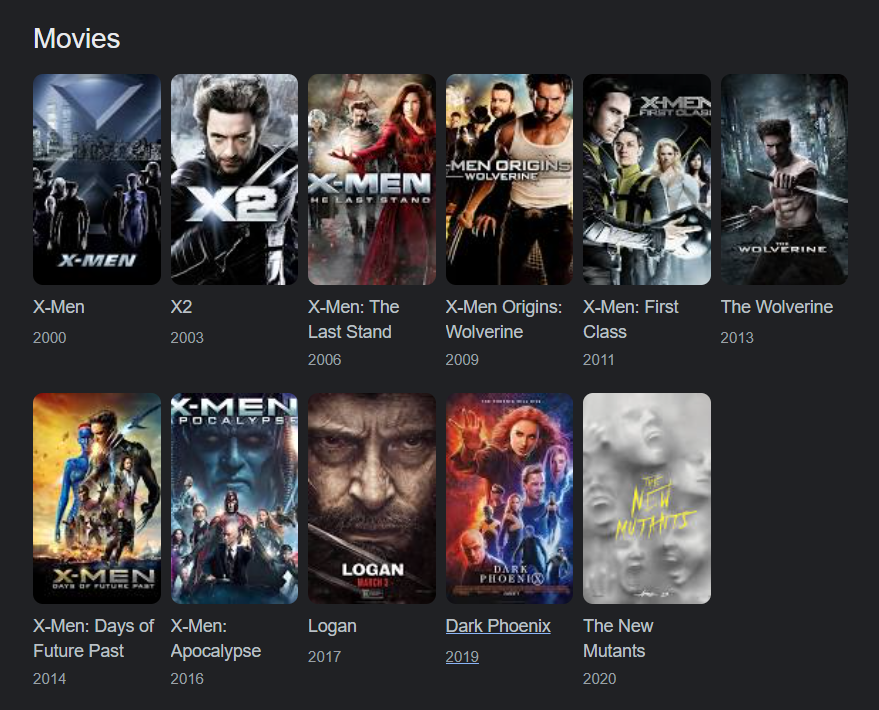 Movies
X-MEN
X2
X-MEN
HE LAST STAND
-MEN ORIGINS
WOLVERINE
X-MEN
FIRST CLAS
THE
WOLVERINE
X-Men
2000
X2
2003
X-Men: The
Last Stand
2006
X-Men Origins:
Wolverine
2009
X-Men: First
Class
2011
The Wolverine
2013
X-MEN
DAYS OF FUTURE PAST
X-MEN
POCALYPSE
LOGAN
MARCH 3
DARK
PHOENIX
THE
NEW
MUTANTS
X-Men: Days of
Future Past
2014
X-Men:
Apocalypse
2016
Logan
2017
Dark Phoenix
2019
The New
Mutants
2020